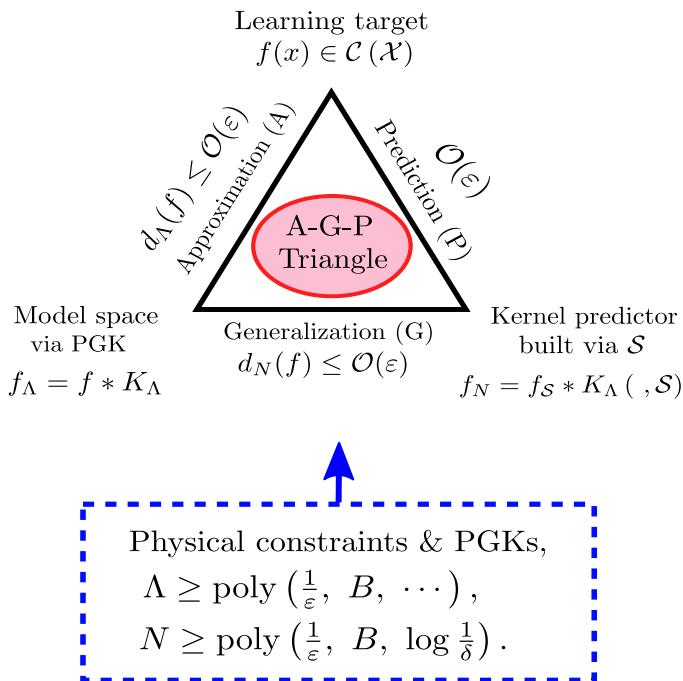 Learning target
f(x) ∈ 𝒞 (𝒳)
d_Λ(f) ≤ 𝒪(ε)
Approximation (A)
Prediction (P)
𝒪(ε)
A-G-P
Triangle
Model space
via PGK
f_Λ = f ∗ K_Λ
Generalization (G)
d_N(f) ≤ 𝒪(ε)
Kernel predictor
built via 𝒮
f_N = f_𝒮 ∗ K_Λ ( , 𝒮)
Physical constraints & PGKs,
Λ ≥ poly (1/ε, B, ⋯) ,
N ≥ poly (1/ε, B, log 1/δ) .